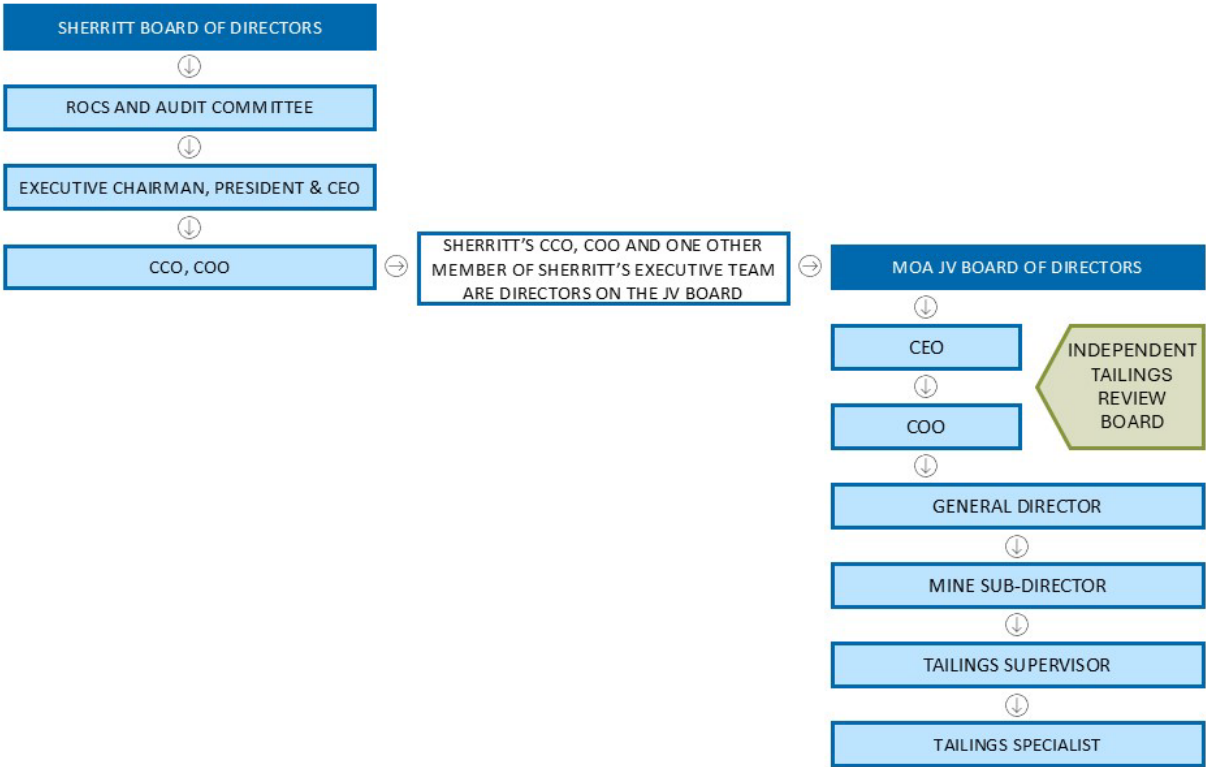 SHERRITT BOARD OF DIRECTORS
ROCS AND AUDIT COMMITTEE
EXECUTIVE CHAIRMAN, PRESIDENT & CEO
CCO, COO
SHERRITT’S CCO, COO AND ONE OTHER
MEMBER OF SHERRITT’S EXECUTIVE TEAM
ARE DIRECTORS ON THE JV BOARD
MOA JV BOARD OF DIRECTORS
CEO
COO
INDEPENDENT
TAILINGS
REVIEW
BOARD
GENERAL DIRECTOR
MINE SUB-DIRECTOR
TAILINGS SUPERVISOR
TAILINGS SPECIALIST